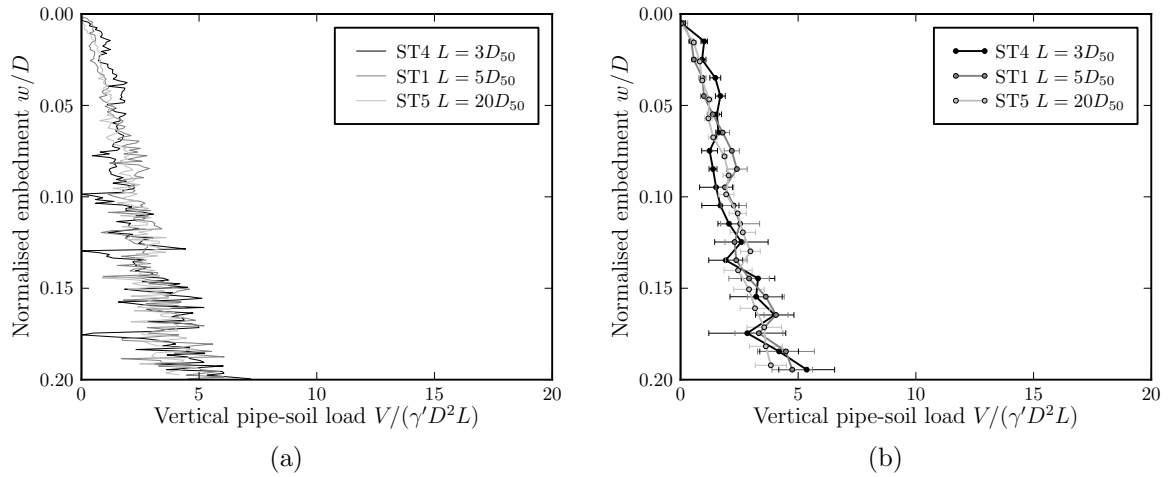 0.00
0.05
0.10
0.15
0.20
Normalised embedment w/D
0
5
10
15
20
Vertical pipe-soil load V/(γ′D²L)
ST4 L = 3D₅₀
ST1 L = 5D₅₀
ST5 L = 20D₅₀
(a)
0.00
0.05
0.10
0.15
0.20
Normalised embedment w/D
0
5
10
15
20
Vertical pipe-soil load V/(γ′D²L)
ST4 L = 3D₅₀
ST1 L = 5D₅₀
ST5 L = 20D₅₀
(b)